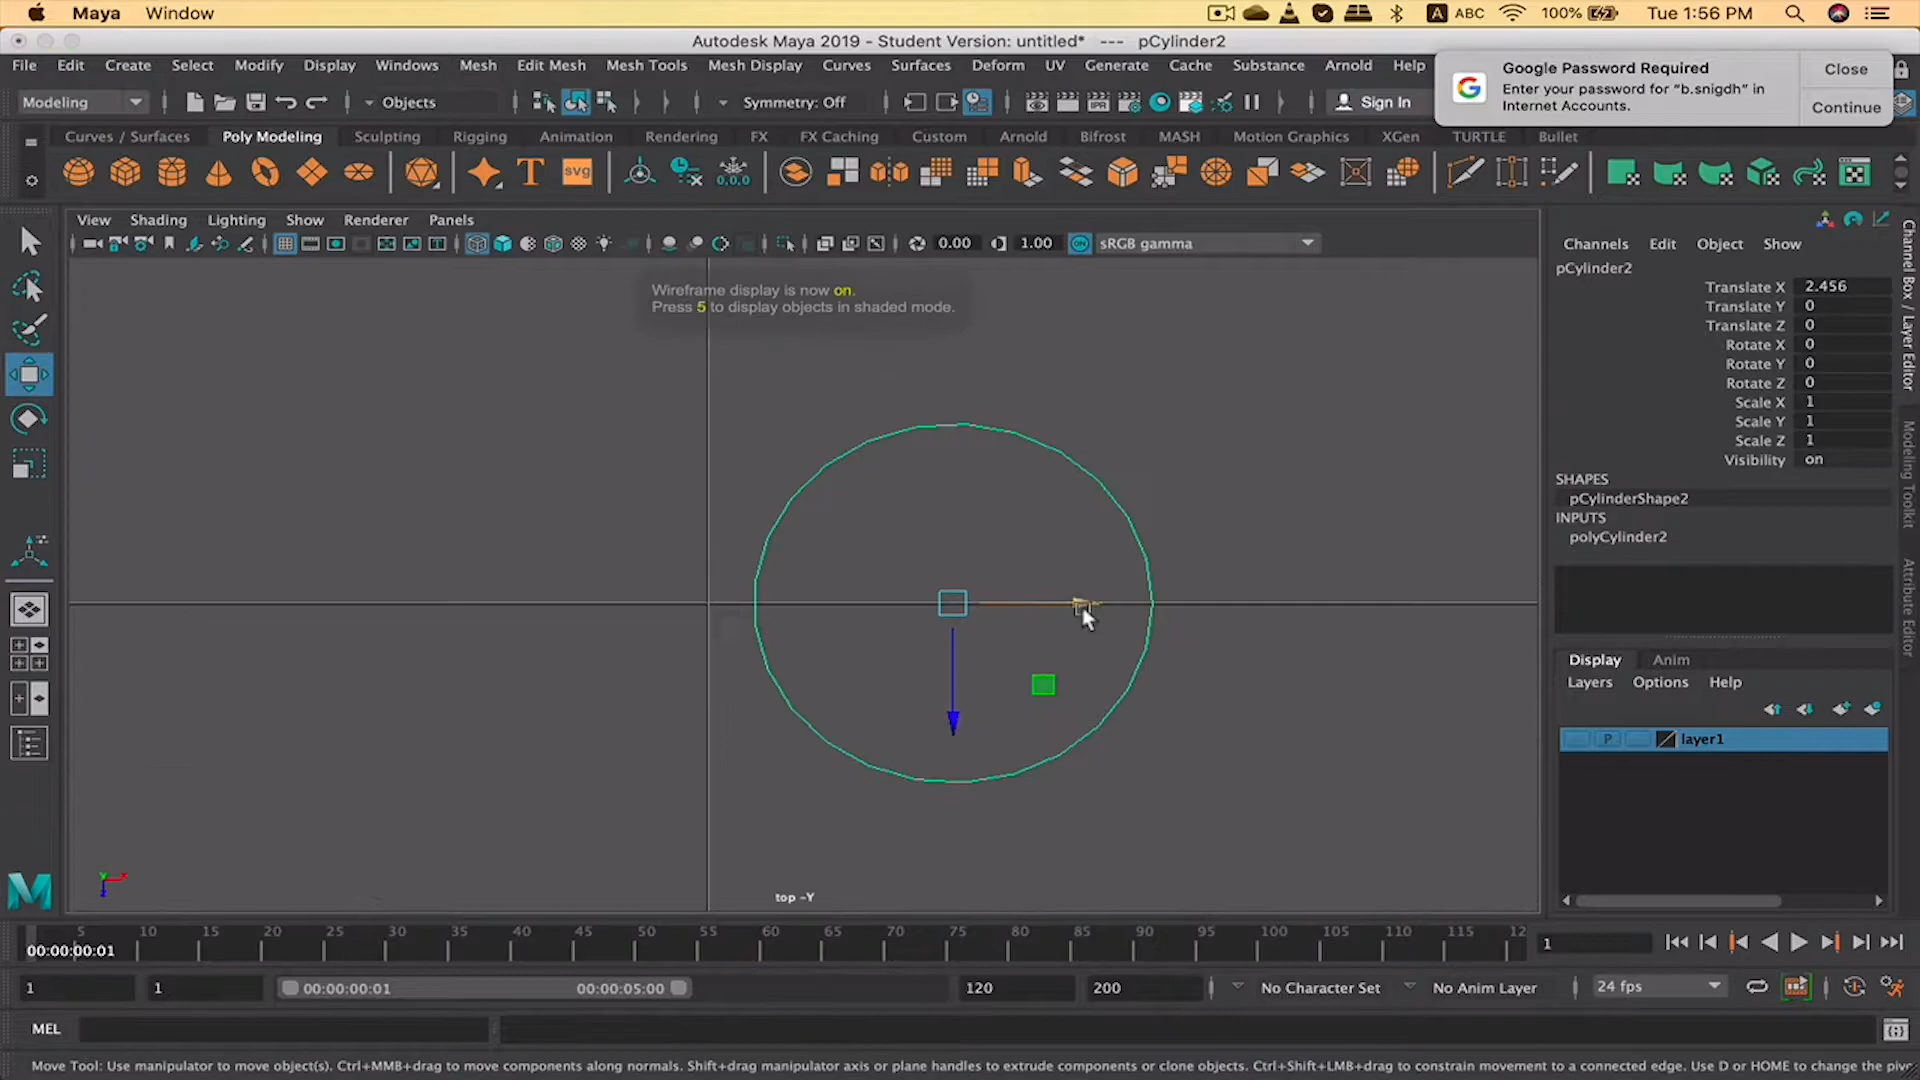 Maya Window
ABC 100% Tue 1:56 PM
Autodesk Maya 2019 - Student Version: untitled* --- pCylinder2
File Edit Create Select Modify Display Windows Mesh Edit Mesh Mesh Tools Mesh Display Curves Surfaces Deform UV Generate Cache Substance Arnold Help
Google Password Required
Enter your password for “b.snigdh” in
Internet Accounts.
Close
Continue
Modeling Objects Symmetry: Off IPR Sign In
Curves / Surfaces Poly Modeling Sculpting Rigging Animation Rendering FX FX Caching Custom Arnold Bifrost MASH Motion Graphics XGen TURTLE Bullet
T svg 0,0,0
View Shading Lighting Show Renderer Panels
0.00 1.00 ON sRGB gamma
Wireframe display is now on.
Press 5 to display objects in shaded mode.
top -Y
Channels Edit Object Show
pCylinder2
Translate X 2.456
Translate Y 0
Translate Z 0
Rotate X 0
Rotate Y 0
Rotate Z 0
Scale X 1
Scale Y 1
Scale Z 1
Visibility on
SHAPES
pCylinderShape2
INPUTS
polyCylinder2
Display Anim
Layers Options Help
P layer1
Channel Box / Layer Editor
Modeling Toolkit
Attribute Editor
5 10 15 20 25 30 35 40 45 50 55 60 65 70 75 80 85 90 95 100 105 110 115 12
00:00:00:01
1
1 1 00:00:00:01 00:00:05:00 120 200 No Character Set No Anim Layer 24 fps
MEL
Move Tool: Use manipulator to move object(s). Ctrl+MMB+drag to move components along normals. Shift+drag manipulator axis or plane handles to extrude components or clone objects. Ctrl+Shift+LMB+drag to constrain movement to a connected edge. Use D or HOME to change the piv